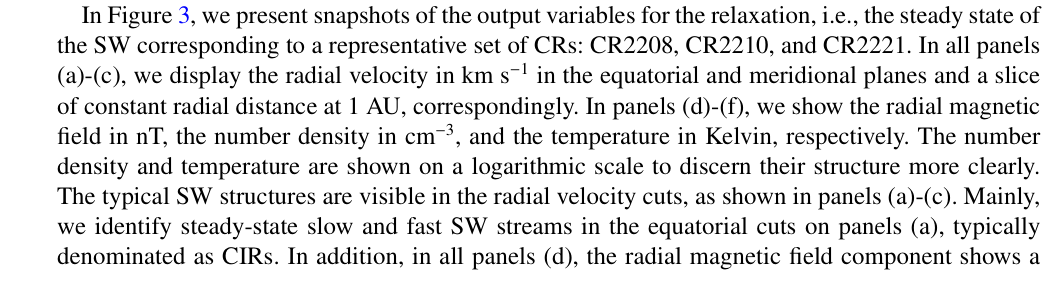 In Figure 3, we present snapshots of the output variables for the relaxation, i.e., the steady state of
the SW corresponding to a representative set of CRs: CR2208, CR2210, and CR2221. In all panels
(a)-(c), we display the radial velocity in km s⁻¹ in the equatorial and meridional planes and a slice
of constant radial distance at 1 AU, correspondingly. In panels (d)-(f), we show the radial magnetic
field in nT, the number density in cm⁻³, and the temperature in Kelvin, respectively. The number
density and temperature are shown on a logarithmic scale to discern their structure more clearly.
The typical SW structures are visible in the radial velocity cuts, as shown in panels (a)-(c). Mainly,
we identify steady-state slow and fast SW streams in the equatorial cuts on panels (a), typically
denominated as CIRs. In addition, in all panels (d), the radial magnetic field component shows a